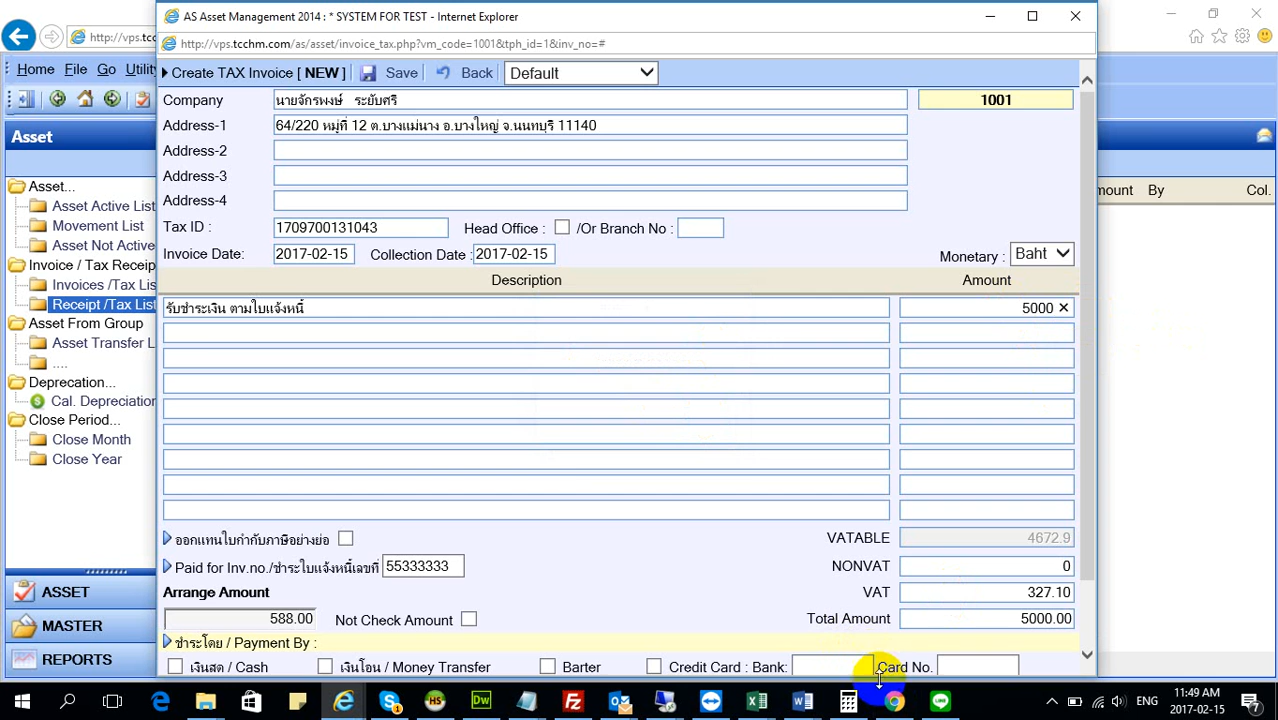 AS Asset Management 2014 : * SYSTEM FOR TEST - Internet Explorer
http://vps.tcchm.com/as/asset/invoice_tax.php?vm_code=1001&tph_id=1&inv_no=#
http://vps.
Home File Go Utility
Create TAX Invoice [ NEW ] Save Back Default
Company นายจักรพงษ์ ระยับศรี 1001
Address-1 64/220 หมู่ที่ 12 ต.บางแม่นาง อ.บางใหญ่ จ.นนทบุรี 11140
Address-2
Address-3
Address-4
Tax ID : 1709700131043 Head Office : /Or Branch No :
Invoice Date: 2017-02-15 Collection Date : 2017-02-15 Monetary : Baht
Description Amount
รับชำระเงิน ตามใบแจ้งหนี้ 5000 ×
ออกแทนใบกำกับภาษีอย่างย่อ VATABLE 4672.9
Paid for Inv.no./ชำระใบแจ้งหนี้เลขที่ 55333333 NONVAT 0
Arrange Amount VAT 327.10
588.00 Not Check Amount Total Amount 5000.00
ชำระโดย / Payment By :
เงินสด / Cash เงินโอน / Money Transfer Barter Credit Card : Bank: Card No.
Asset
Asset...
Asset Active List
Movement List
Asset Not Active
Invoice / Tax Receip
Invoices /Tax Lis
Receipt /Tax List
Asset From Group
Asset Transfer L
....
Deprecation...
Cal. Depreciation
Close Period...
Close Month
Close Year
ASSET
MASTER
REPORTS
mount By Col.
ENG
11:49 AM
2017-02-15